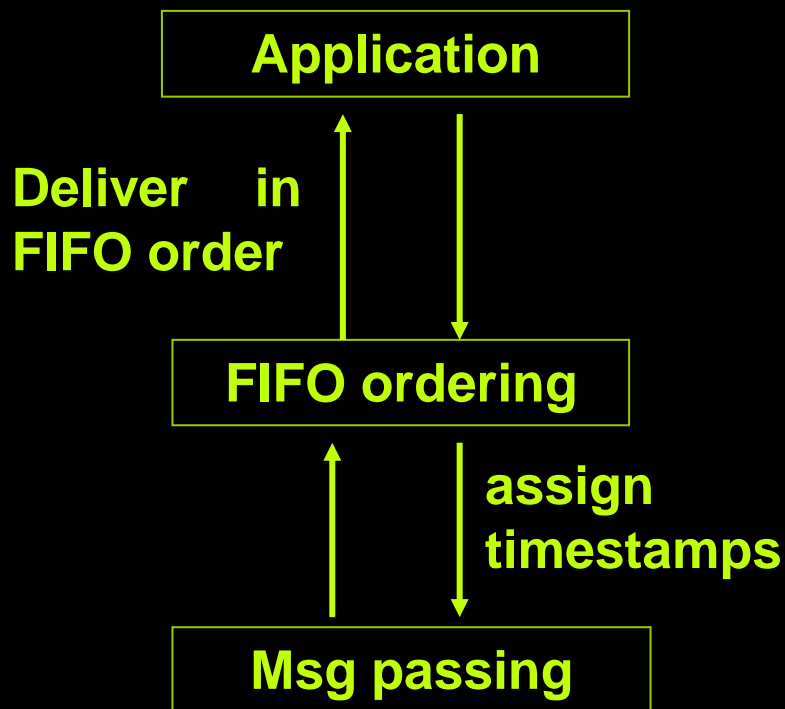 Application
Deliver in
FIFO order
FIFO ordering
assign
timestamps
Msg passing